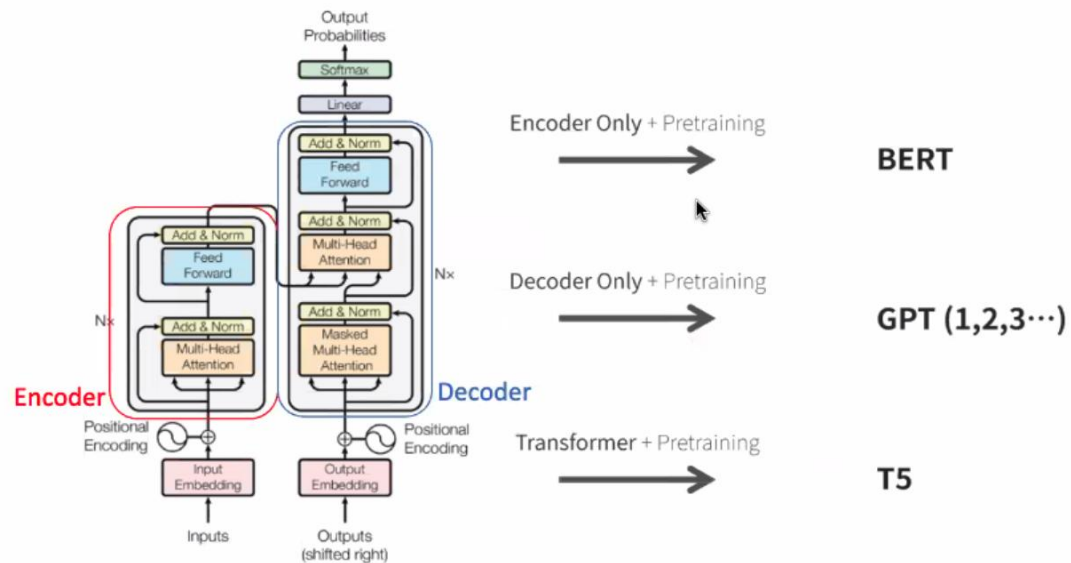 Output
Probabilities
Softmax
Linear
Add & Norm
Feed
Forward
Add & Norm
Multi-Head
Attention
Nx
Add & Norm
Masked
Multi-Head
Attention
Decoder
Positional
Encoding
Output
Embedding
Outputs
(shifted right)
Add & Norm
Feed
Forward
Nx
Add & Norm
Multi-Head
Attention
Encoder
Positional
Encoding
Input
Embedding
Inputs
Encoder Only + Pretraining
BERT
Decoder Only + Pretraining
GPT (1,2,3⋯)
Transformer + Pretraining
T5